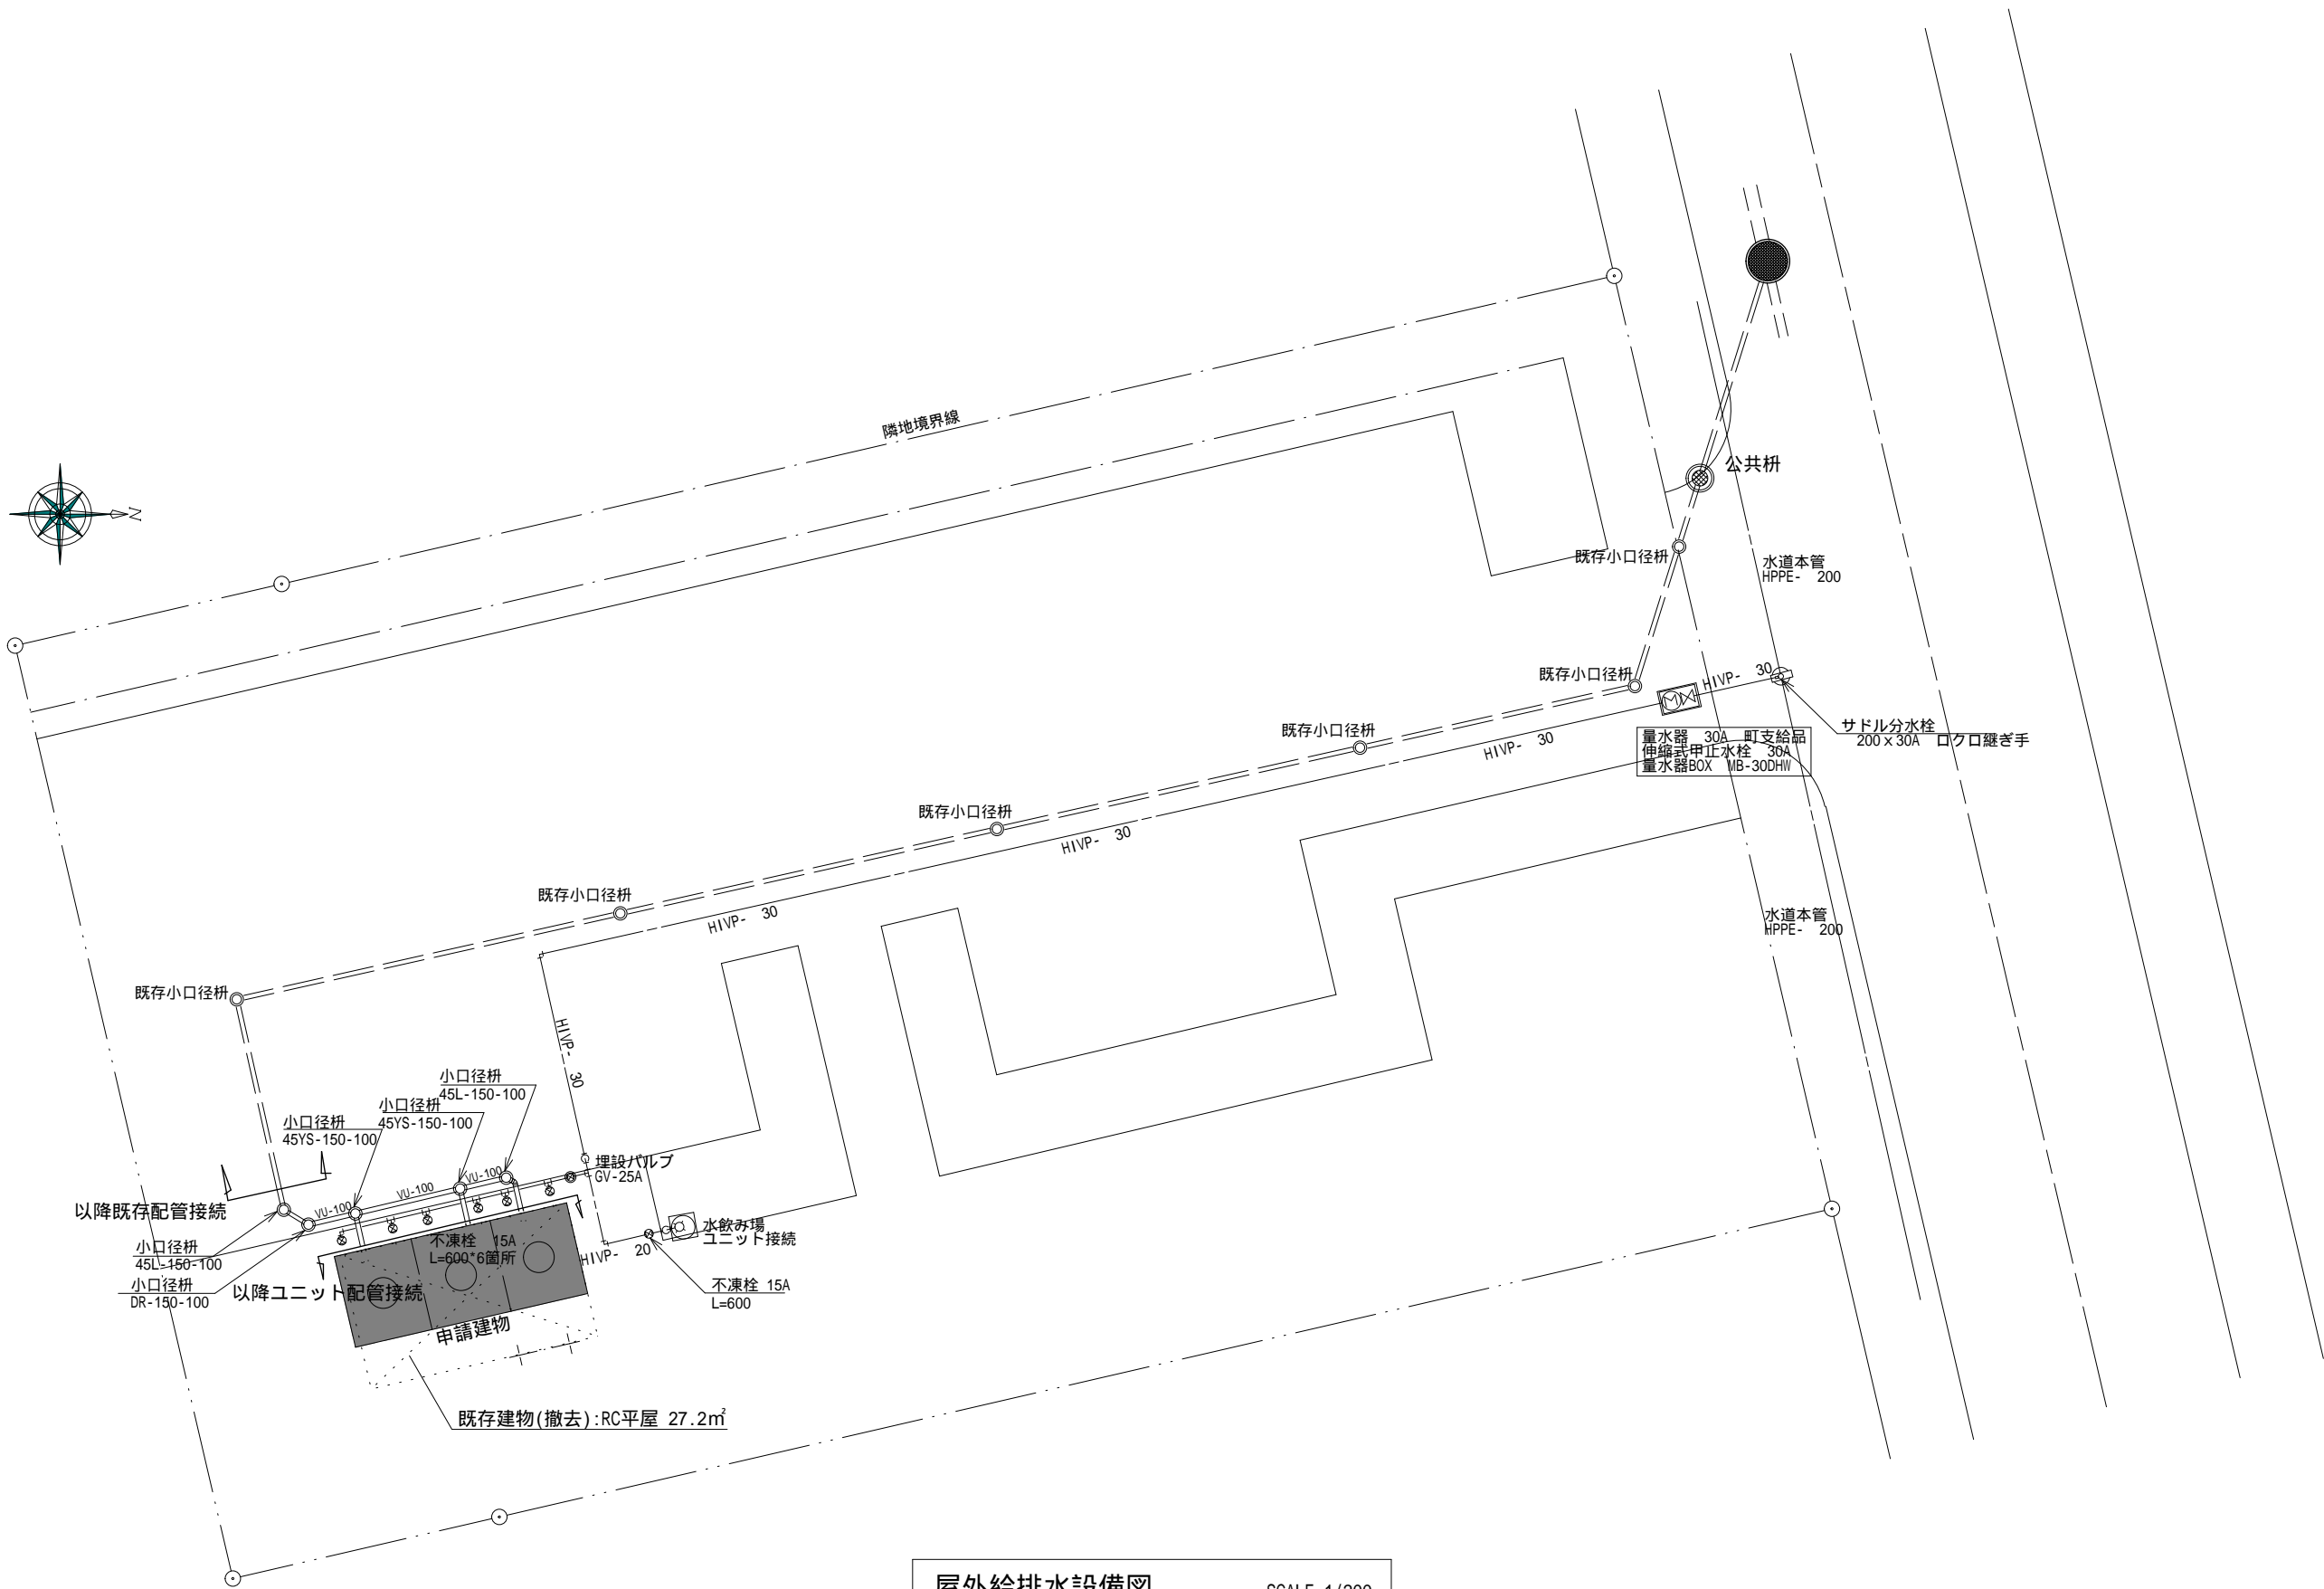 隣地境界線
公共枡
N
既存小口径枡
水道本管
HPPE- 200
既存小口径枡
HIVP- 30
サドル分水栓
200x30A ロクロ継ぎ手
量水器 30A 町支給品
伸縮式甲止水栓 30A
量水器BOX MB-30DHW
既存小口径枡
HIVP- 30
既存小口径枡
HIVP- 30
既存小口径枡
HIVP- 30
水道本管
HPPE- 200
既存小口径枡
HIVP- 30
小口径枡
45L-150-100
小口径枡
45YS-150-100
小口径枡
45YS-150-100
埋設バルブ
GV-25A
VU-100
VU-100
VU-100
以降既存配管接続
水飲み場
ユニット接続
不凍栓 15A
L=600*6箇所
HIVP- 20
小口径枡
45L-150-100
小口径枡
DR-150-100
以降ユニット配管接続
不凍栓 15A
L=600
申請建物
既存建物(撤去):RC平屋 27.2㎡
屋外給排水設備図 SCALE 1/200